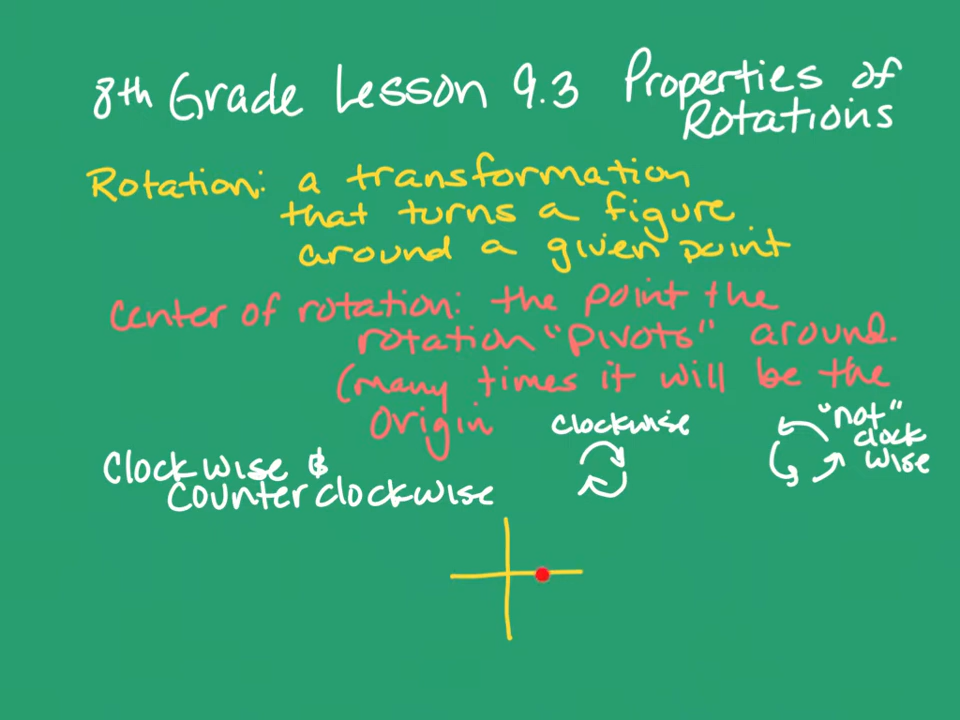 8th Grade Lesson 9.3 Properties of
Rotations
Rotation: a transformation
that turns a figure
around a given point
Center of rotation: the point the
rotation "pivots" around.
(many times it will be the
origin
Clockwise &
Counterclockwise
clockwise
"not"
clock
wise